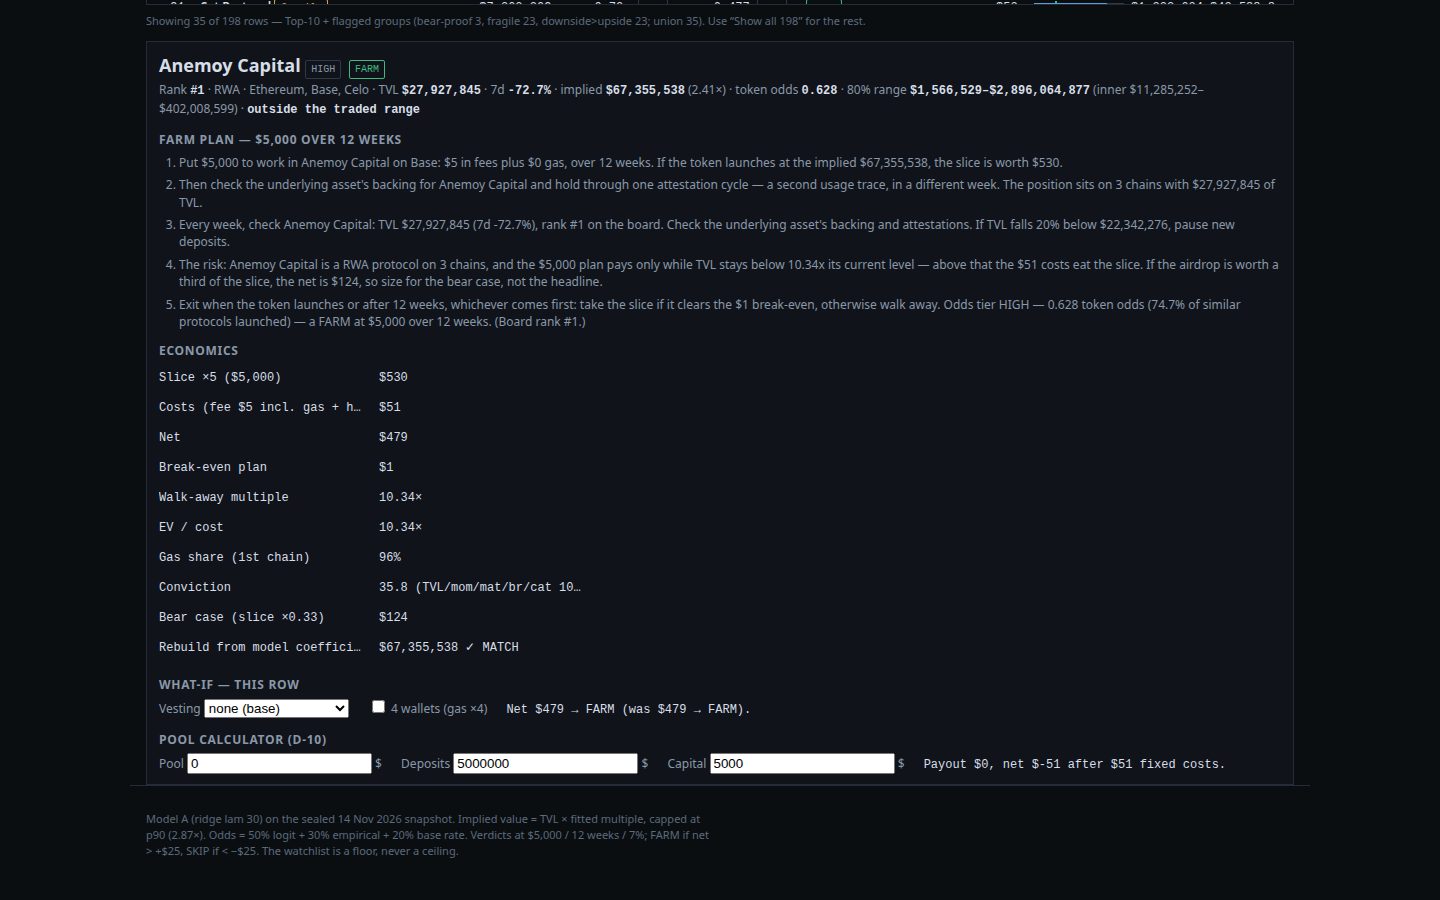 Showing 35 of 198 rows — Top-10 + flagged groups (bear-proof 3, fragile 23, downside>upside 23; union 35). Use “Show all 198” for the rest.
Anemoy Capital HIGH FARM
Rank #1 · RWA · Ethereum, Base, Celo · TVL $27,927,845 · 7d -72.7% · implied $67,355,538 (2.41×) · token odds 0.628 · 80% range $1,566,529–$2,896,064,877 (inner $11,285,252–
$402,008,599) · outside the traded range
FARM PLAN — $5,000 OVER 12 WEEKS
1. Put $5,000 to work in Anemoy Capital on Base: $5 in fees plus $0 gas, over 12 weeks. If the token launches at the implied $67,355,538, the slice is worth $530.
2. Then check the underlying asset's backing for Anemoy Capital and hold through one attestation cycle — a second usage trace, in a different week. The position sits on 3 chains with $27,927,845 of
TVL.
3. Every week, check Anemoy Capital: TVL $27,927,845 (7d -72.7%), rank #1 on the board. Check the underlying asset's backing and attestations. If TVL falls 20% below $22,342,276, pause new
deposits.
4. The risk: Anemoy Capital is a RWA protocol on 3 chains, and the $5,000 plan pays only while TVL stays below 10.34x its current level — above that the $51 costs eat the slice. If the airdrop is worth a
third of the slice, the net is $124, so size for the bear case, not the headline.
5. Exit when the token launches or after 12 weeks, whichever comes first: take the slice if it clears the $1 break-even, otherwise walk away. Odds tier HIGH — 0.628 token odds (74.7% of similar
protocols launched) — a FARM at $5,000 over 12 weeks. (Board rank #1.)
ECONOMICS
Slice ×5 ($5,000) $530
Costs (fee $5 incl. gas + h… $51
Net $479
Break-even plan $1
Walk-away multiple 10.34×
EV / cost 10.34×
Gas share (1st chain) 96%
Conviction 35.8 (TVL/mom/mat/br/cat 10…
Bear case (slice ×0.33) $124
Rebuild from model coeffici… $67,355,538 ✓ MATCH
WHAT-IF — THIS ROW
Vesting none (base) 4 wallets (gas ×4) Net $479 → FARM (was $479 → FARM).
POOL CALCULATOR (D-10)
Pool 0 $ Deposits 5000000 $ Capital 5000 $ Payout $0, net $-51 after $51 fixed costs.
Model A (ridge lam 30) on the sealed 14 Nov 2026 snapshot. Implied value = TVL × fitted multiple, capped at
p90 (2.87×). Odds = 50% logit + 30% empirical + 20% base rate. Verdicts at $5,000 / 12 weeks / 7%; FARM if net
> +$25, SKIP if < −$25. The watchlist is a floor, never a ceiling.